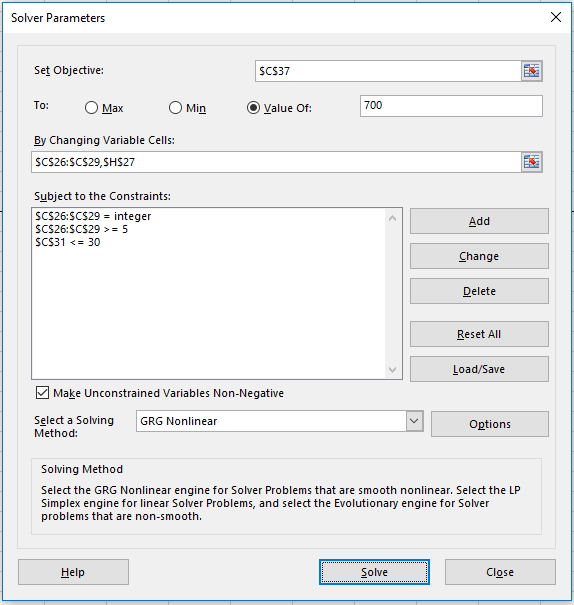 Solver Parameters
Set Objective:
$C$37
To:
Max
Min
Value Of:
700
By Changing Variable Cells:
$C$26:$C$29,$H$27
Subject to the Constraints:
$C$26:$C$29 = integer
$C$26:$C$29 >= 5
$C$31 <= 30
Add
Change
Delete
Reset All
Load/Save
Make Unconstrained Variables Non-Negative
Select a Solving
Method:
GRG Nonlinear
Options
Solving Method
Select the GRG Nonlinear engine for Solver Problems that are smooth nonlinear. Select the LP
Simplex engine for linear Solver Problems, and select the Evolutionary engine for Solver
problems that are non-smooth.
Help
Solve
Close